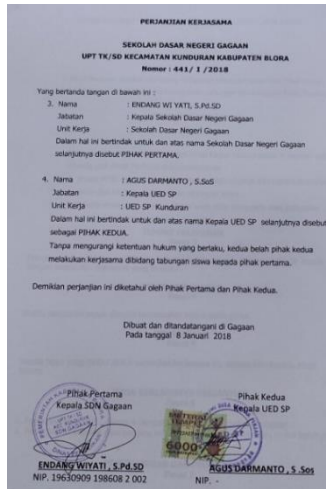 PERJANJIAN KERJASAMA
SEKOLAH DASAR NEGERI GAGAAN
UPT TK/SD KECAMATAN KUNDURAN KABUPATEN BLORA
Nomor : 441/ 1 /2018
Yang bertanda tangan di bawah ini :
3. Nama : ENDANG WI YATI, S.Pd.SD
Jabatan : Kepala Sekolah Dasar Negeri Gagaan
Unit Kerja : Sekolah Dasar Negeri Gagaan
Dalam hal ini bertindak untuk dan atas nama Sekolah Dasar Negeri Gagaan
selanjutnya disebut PIHAK PERTAMA.
4. Nama : AGUS DARMANTO , S.SoS
Jabatan : Kepala UED SP
Unit Kerja : UED SP Kunduran
Dalam hal ini bertindak untuk dan atas nama Kepala UED SP selanjutnya disebut
sebagai PIHAK KEDUA.
Tanpa mengurangi ketentuan hukum yang berlaku, kedua belah pihak kedua
melakukan kerjasama dibidang tabungan siswa kepada pihak pertama.
Demikian perjanjian ini diketahui oleh Pihak Pertama dan Pihak Kedua.
Dibuat dan ditandatangani di Gagaan
Pada tanggal 8 Januari 2018
Pihak Pertama
Kepala SDN Gagaan
Pihak Kedua
Kepala UED SP
METERAI
TEMPEL
6000
ENDANG WIYATI , S.Pd.SD
NIP. 19630909 198608 2 002
AGUS DARMANTO , S .Sos
NIP. -